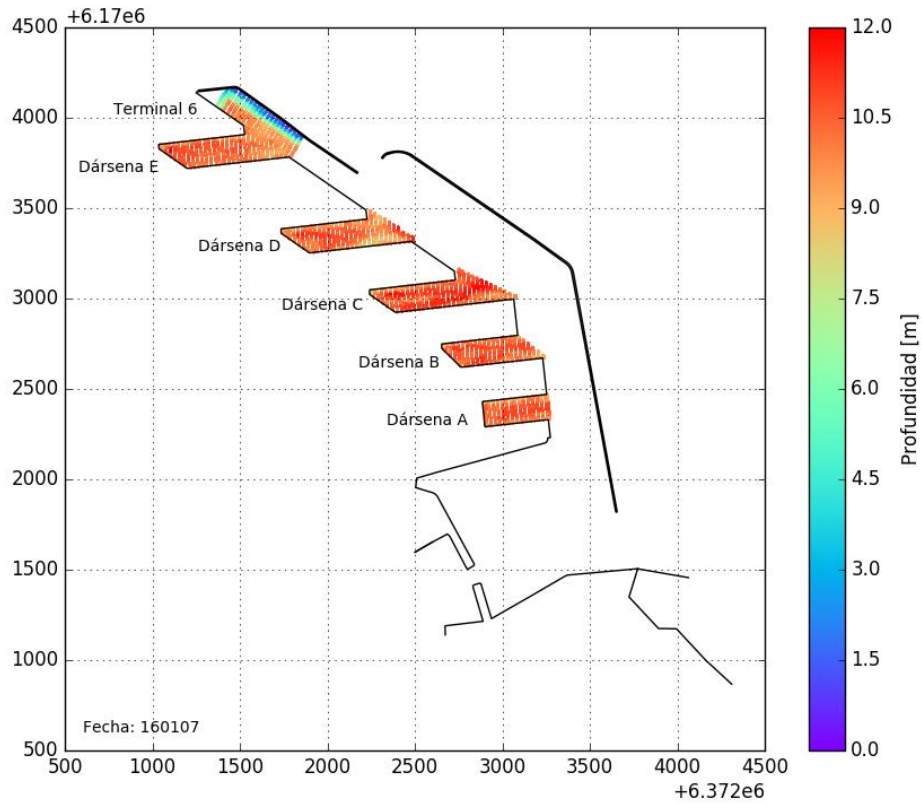 +6.17e6
4500
4000
3500
3000
2500
2000
1500
1000
500
Terminal 6
Dársena E
Dársena D
Dársena C
Dársena B
Dársena A
Fecha: 160107
500 1000 1500 2000 2500 3000 3500 4000 4500
+6.372e6
12.0
10.5
9.0
7.5
6.0
4.5
3.0
1.5
0.0
Profundidad [m]